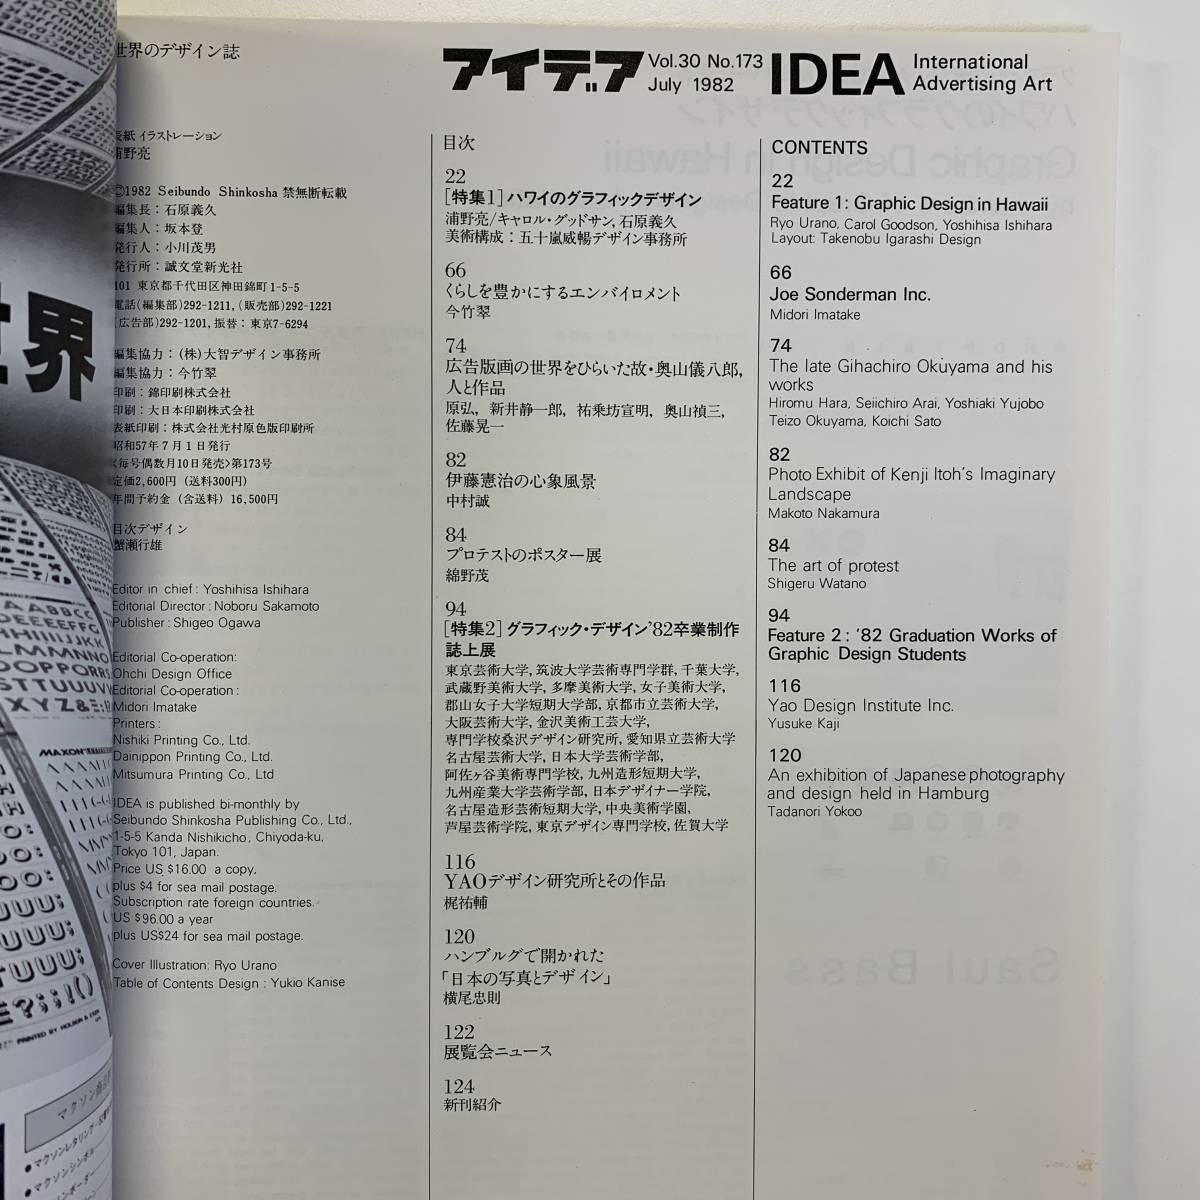 世界のデザイン誌
アイデア Vol.30 No.173
July 1982
IDEA International
Advertising Art
表紙イラストレーション
浦野亮
©1982 Seibundo Shinkosha 禁無断転載
編集長：石原義久
編集人：坂本登
発行人：小川茂男
発行所：誠文堂新光社
101 東京都千代田区神田錦町1-5-5
電話(編集部)292-1211, (販売部)292-1221
(広告部)292-1201, 振替：東京7-6294
編集協力：(株)大智デザイン事務所
編集協力：今竹翠
印刷：錦印刷株式会社
印刷：大日本印刷株式会社
表紙印刷：株式会社光村原色版印刷所
昭和57年7月1日発行
〈毎号偶数月10日発売〉第173号
定価2,600円 (送料300円)
年間予約金 (含送料) 16,500円
目次デザイン
蟹瀬行雄
Editor in chief : Yoshihisa Ishihara
Editorial Director : Noboru Sakamoto
Publisher : Shigeo Ogawa
Editorial Co-operation:
Ohchi Design Office
Editorial Co-operation :
Midori Imatake
Printers :
Nishiki Printing Co., Ltd.
Dainippon Printing Co., Ltd.
Mitsumura Printing Co., Ltd
IDEA is published bi-monthly by
Seibundo Shinkosha Publishing Co., Ltd.,
1-5-5 Kanda Nishikicho, Chiyoda-ku,
Tokyo 101, Japan.
Price US $16.00 a copy,
plus $4 for sea mail postage.
Subscription rate foreign countries.
US $96.00 a year
plus US$24 for sea mail postage.
Cover Illustration: Ryo Urano
Table of Contents Design : Yukio Kanise
目次
22
[特集1] ハワイのグラフィックデザイン
浦野亮/キャロル・グッドサン, 石原義久
美術構成：五十嵐威暢デザイン事務所
66
くらしを豊かにするエンバイロメント
今竹翠
74
広告版画の世界をひらいた故・奥山儀八郎,
人と作品
原弘, 新井静一郎, 祐乗坊宣明, 奥山禎三,
佐藤晃一
82
伊藤憲治の心象風景
中村誠
84
プロテストのポスター展
綿野茂
94
[特集2] グラフィック・デザイン'82卒業制作
誌上展
東京芸術大学, 筑波大学芸術専門学群, 千葉大学,
武蔵野美術大学, 多摩美術大学, 女子美術大学,
郡山女子大学短期大学部, 京都市立芸術大学,
大阪芸術大学, 金沢美術工芸大学,
専門学校桑沢デザイン研究所, 愛知県立芸術大学
名古屋芸術大学, 日本大学芸術学部,
阿佐ヶ谷美術専門学校, 九州造形短期大学,
九州産業大学芸術学部, 日本デザイナー学院,
名古屋造形芸術短期大学, 中央美術学園,
芦屋芸術学院, 東京デザイン専門学校, 佐賀大学
116
YAOデザイン研究所とその作品
梶祐輔
120
ハンブルグで開かれた
「日本の写真とデザイン」
横尾忠則
122
展覧会ニュース
124
新刊紹介
CONTENTS
22
Feature 1: Graphic Design in Hawaii
Ryo Urano, Carol Goodson, Yoshihisa Ishihara
Layout: Takenobu Igarashi Design
66
Joe Sonderman Inc.
Midori Imatake
74
The late Gihachiro Okuyama and his
works
Hiromu Hara, Seiichiro Arai, Yoshiaki Yujobo
Teizo Okuyama, Koichi Sato
82
Photo Exhibit of Kenji Itoh's Imaginary
Landscape
Makoto Nakamura
84
The art of protest
Shigeru Watano
94
Feature 2 : '82 Graduation Works of
Graphic Design Students
116
Yao Design Institute Inc.
Yusuke Kaji
120
An exhibition of Japanese photography
and design held in Hamburg
Tadanori Yokoo